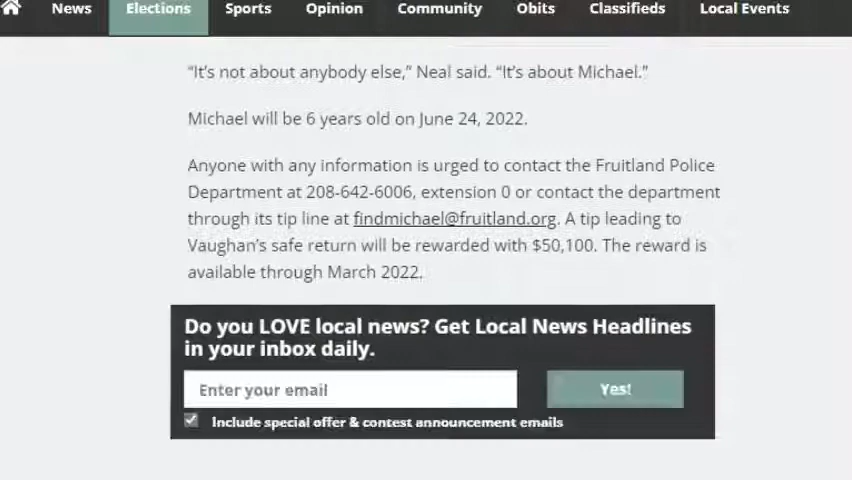 News Elections Sports Opinion Community Obits Classifieds Local Events
“It’s not about anybody else,” Neal said. “It’s about Michael.”
Michael will be 6 years old on June 24, 2022.
Anyone with any information is urged to contact the Fruitland Police
Department at 208-642-6006, extension 0 or contact the department
through its tip line at findmichael@fruitland.org. A tip leading to
Vaughan’s safe return will be rewarded with $50,100. The reward is
available through March 2022.
Do you LOVE local news? Get Local News Headlines
in your inbox daily.
Enter your email Yes!
Include special offer & contest announcement emails